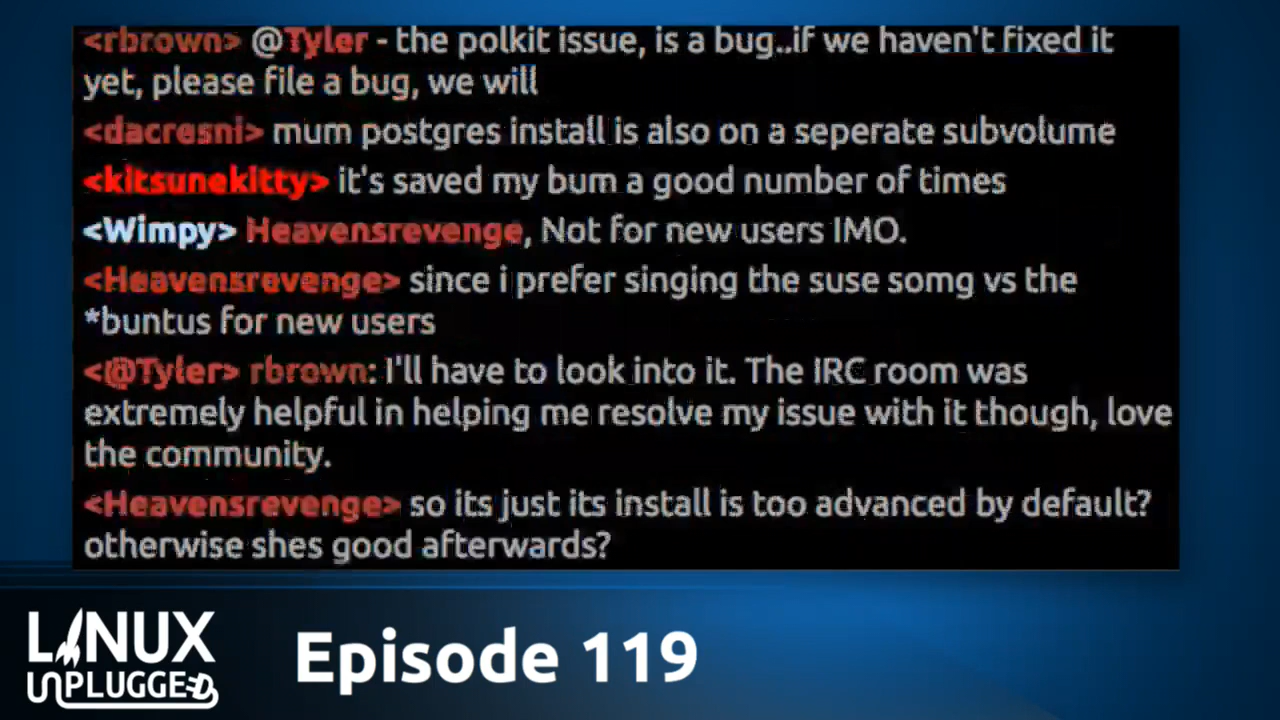 <rbrown> @Tyler - the polkit issue, is a bug..if we haven't fixed it
yet, please file a bug, we will
<dacresni> mum postgres install is also on a seperate subvolume
<kitsunekitty> it's saved my bum a good number of times
<Wimpy> Heavensrevenge, Not for new users IMO.
<Heavensrevenge> since i prefer singing the suse somg vs the
*buntus for new users
<@Tyler> rbrown: I'll have to look into it. The IRC room was
extremely helpful in helping me resolve my issue with it though, love
the community.
<Heavensrevenge> so its just its install is too advanced by default?
otherwise shes good afterwards?
LINUX
UNPLUGGED
Episode 119